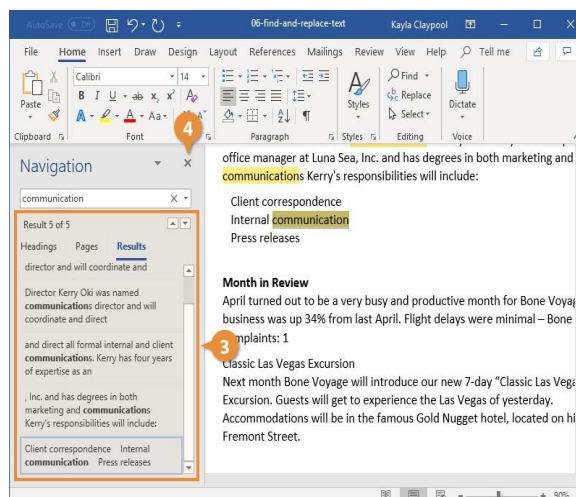 AutoSave Off 06-find-and-replace-text Kayla Claypool
File Home Insert Draw Design Layout References Mailings Review View Help Tell me
Calibri 14 Find
Paste B I U ab x₂ x² Styles Replace Dictate
A A Aa Select
Clipboard Font Paragraph Styles Editing Voice
4
Navigation
communication
Result 5 of 5
Headings Pages Results
director and will coordinate and
Director Kerry Oki was named
communications director and will
coordinate and direct
and direct all formal internal and client
communications. Kerry has four years
of expertise as an
, Inc. and has degrees in both
marketing and communications
Kerry's responsibilities will include:
Client correspondence Internal
communication Press releases
3
office manager at Luna Sea, Inc. and has degrees in both marketing and
communications Kerry's responsibilities will include:
Client correspondence
Internal communication
Press releases
Month in Review
April turned out to be a very busy and productive month for Bone Voyag
business was up 34% from last April. Flight delays were minimal – Bone
mplaints: 1
Classic Las Vegas Excursion
Next month Bone Voyage will introduce our new 7-day “Classic Las Vega
Excursion. Guests will get to experience the Las Vegas of yesterday.
Accommodations will be in the famous Gold Nugget hotel, located on hi
Fremont Street.
90%